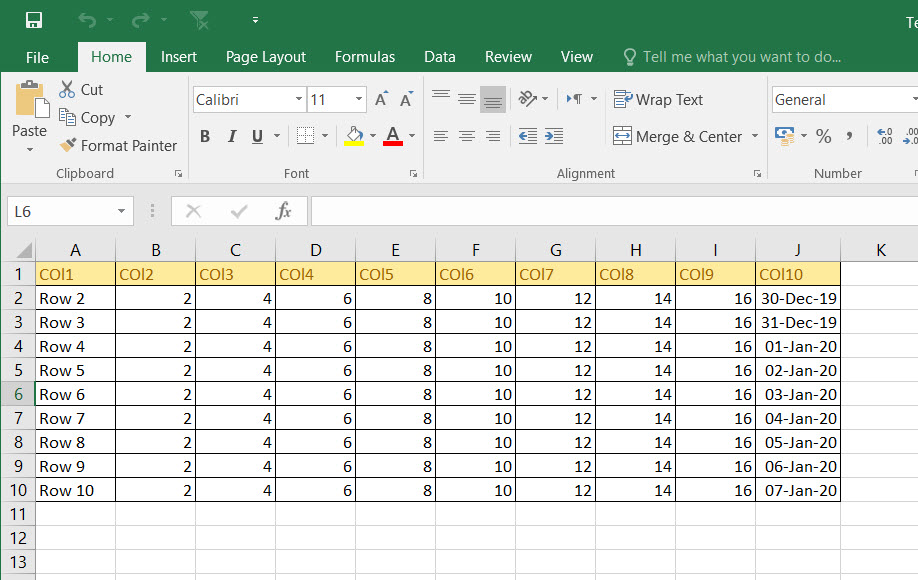 Te
File Home Insert Page Layout Formulas Data Review View Tell me what you want to do...
Cut
Calibri 11 Wrap Text General
Copy
Paste
B I U A Merge & Center % , .00
Format Painter
Clipboard Font Alignment Number
L6 fx
A B C D E F G H I J K
1 COl1 COl2 COl3 COl4 COl5 COl6 COl7 COl8 COl9 COl10
2 Row 2 2 4 6 8 10 12 14 16 30-Dec-19
3 Row 3 2 4 6 8 10 12 14 16 31-Dec-19
4 Row 4 2 4 6 8 10 12 14 16 01-Jan-20
5 Row 5 2 4 6 8 10 12 14 16 02-Jan-20
6 Row 6 2 4 6 8 10 12 14 16 03-Jan-20
7 Row 7 2 4 6 8 10 12 14 16 04-Jan-20
8 Row 8 2 4 6 8 10 12 14 16 05-Jan-20
9 Row 9 2 4 6 8 10 12 14 16 06-Jan-20
10 Row 10 2 4 6 8 10 12 14 16 07-Jan-20
11
12
13